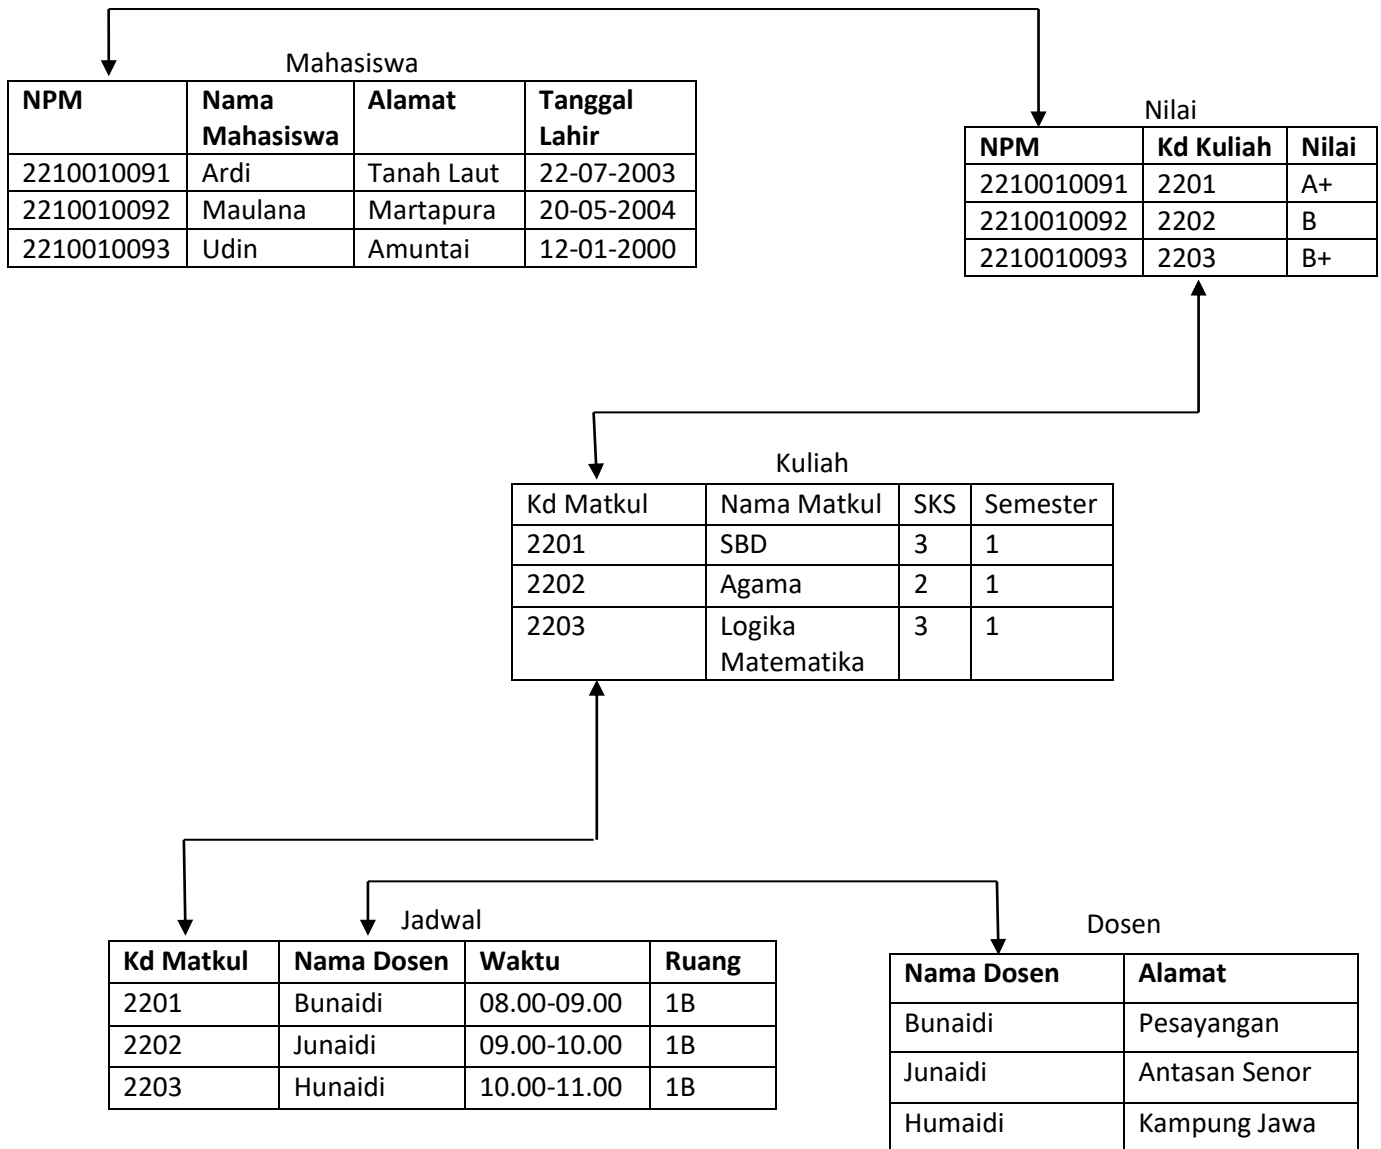 Mahasiswa
NPM Nama Mahasiswa Alamat Tanggal Lahir
2210010091 Ardi Tanah Laut 22-07-2003
2210010092 Maulana Martapura 20-05-2004
2210010093 Udin Amuntai 12-01-2000
Nilai
NPM Kd Kuliah Nilai
2210010091 2201 A+
2210010092 2202 B
2210010093 2203 B+
Kuliah
Kd Matkul Nama Matkul SKS Semester
2201 SBD 3 1
2202 Agama 2 1
2203 Logika Matematika 3 1
Jadwal
Kd Matkul Nama Dosen Waktu Ruang
2201 Bunaidi 08.00-09.00 1B
2202 Junaidi 09.00-10.00 1B
2203 Hunaidi 10.00-11.00 1B
Dosen
Nama Dosen Alamat
Bunaidi Pesayangan
Junaidi Antasan Senor
Humaidi Kampung Jawa